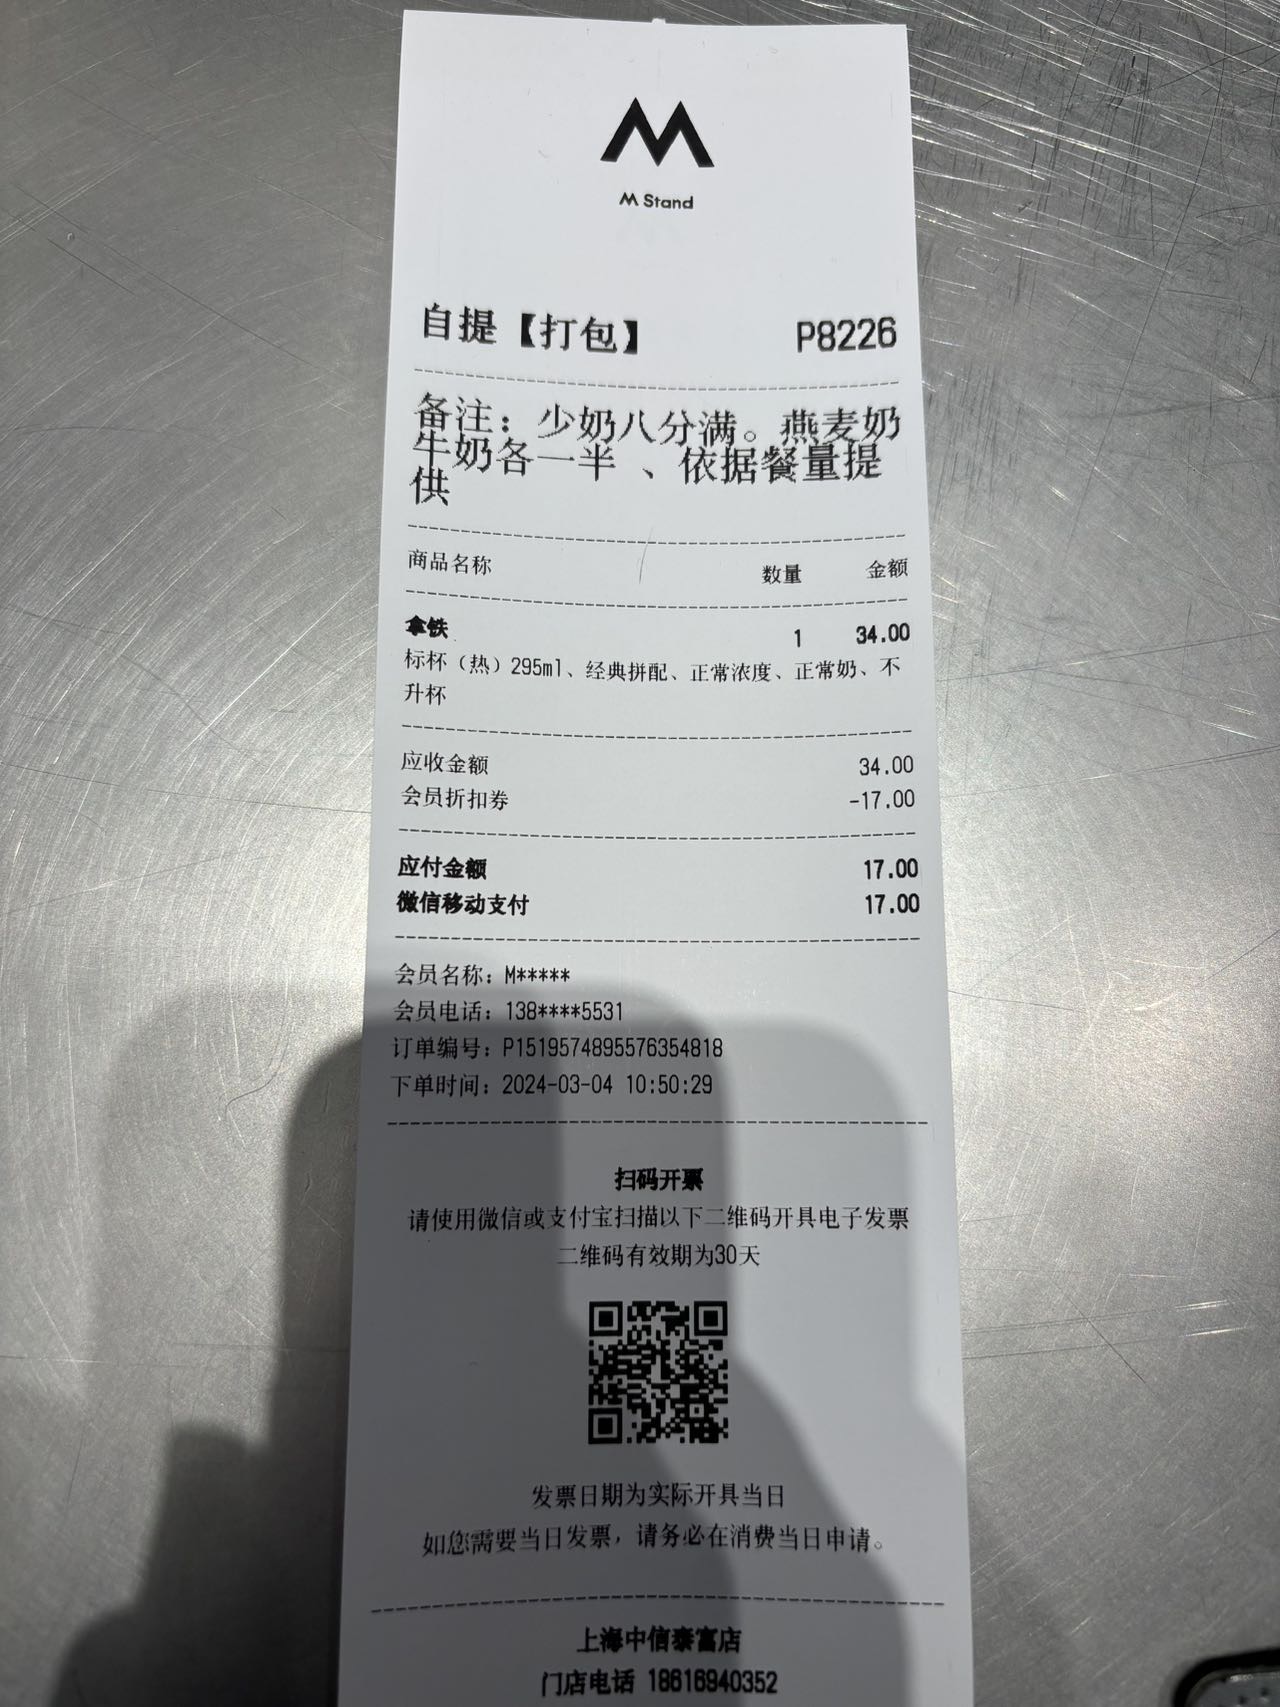 M
M Stand
自提【打包】 P8226
备注：少奶八分满。燕麦奶
牛奶各一半 、依据餐量提
供
商品名称 数量 金额
拿铁 1 34.00
标杯（热）295ml、经典拼配、正常浓度、正常奶、不
升杯
应收金额 34.00
会员折扣券 -17.00
应付金额 17.00
微信移动支付 17.00
会员名称：M*****
会员电话：138****5531
订单编号：P1519574895576354818
下单时间：2024-03-04 10:50:29
扫码开票
请使用微信或支付宝扫描以下二维码开具电子发票
二维码有效期为30天
发票日期为实际开具当日
如您需要当日发票，请务必在消费当日申请。
上海中信泰富店
门店电话 18616940352